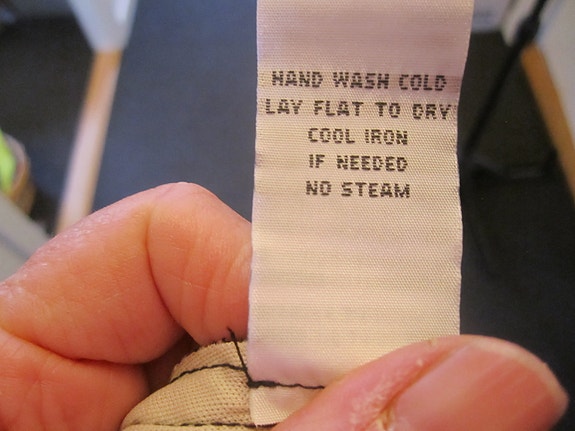 HAND WASH COLD
LAY FLAT TO DRY
COOL IRON
IF NEEDED
NO STEAM